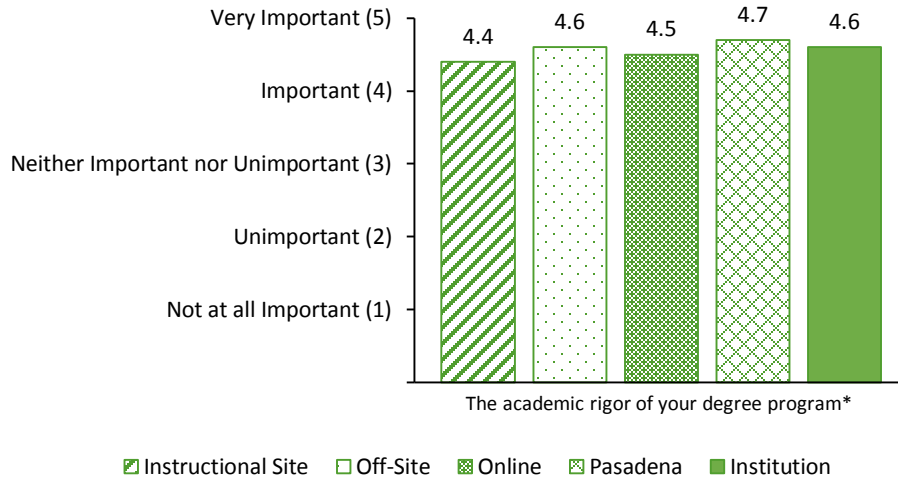 Very Important (5)
Important (4)
Neither Important nor Unimportant (3)
Unimportant (2)
Not at all Important (1)
4.4
4.6
4.5
4.7
4.6
The academic rigor of your degree program*
Instructional Site
Off-Site
Online
Pasadena
Institution